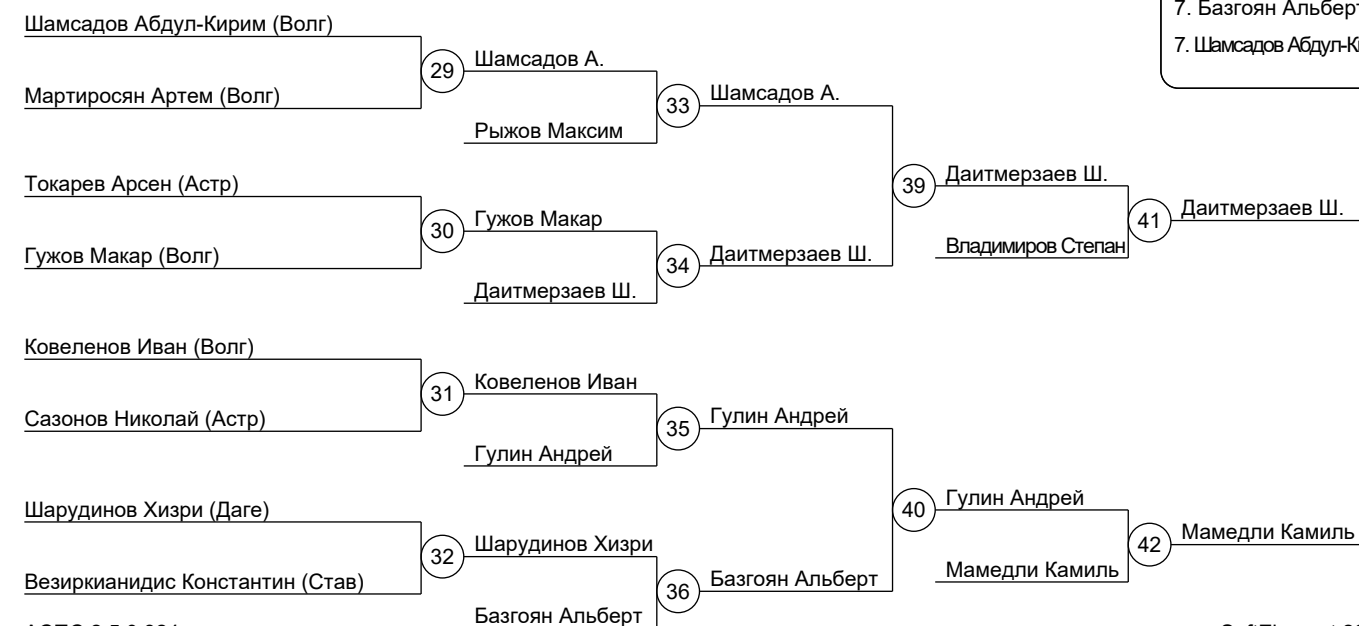 7. Базгоян Альберт
7. Шамсадов
Шамсадов Абдул-Кирим (Волг)
29
Шамсадов А.
Мартиросян Артем (Волг)
33
Шамсадов А.
Рыжов Максим
Токарев Арсен (Астр)
39
Даитмерзаев Ш.
30
Гужов Макар
41
Даитмерзаев Ш.
Гужов Макар (Волг)
34
Даитмерзаев Ш.
Владимиров Степан
Даитмерзаев Ш.
Ковеленов Иван (Волг)
31
Ковеленов Иван
Сазонов Николай (Астр)
35
Гулин Андрей
Гулин Андрей
Шарудинов Хизри (Даге)
40
Гулин Андрей
32
Шарудинов Хизри
42
Мамедли Камиль
Везиркианидис Константин (Став)
36
Базгоян Альберт
Мамедли Камиль
Базгоян Альберт